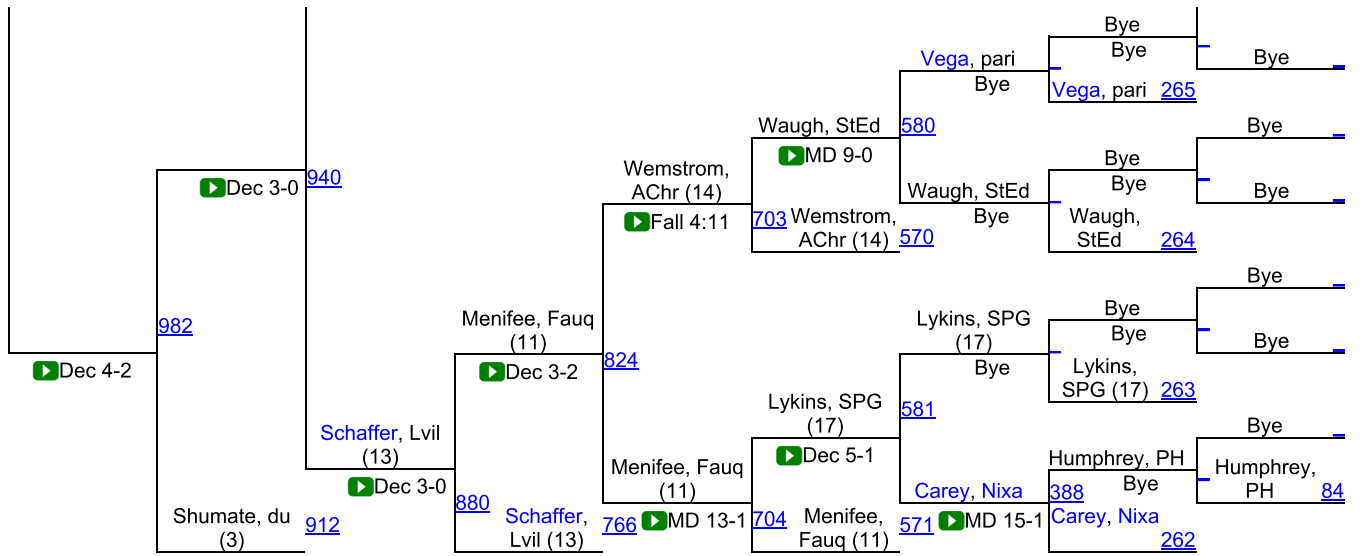 Bye
Bye
Bye
Vega, pari
Bye
Vega, pari 265
Waugh, StEd 580
Bye
MD 9-0
Wemstrom,
AChr (14)
Bye
Bye
Bye
Dec 3-0 940
Waugh, StEd
Bye
Fall 4:11
703 Wemstrom,
AChr (14) 570
Waugh,
StEd 264
Bye
Bye
Bye
Bye
982
Menifee, Fauq
(11)
Lykins, SPG
(17)
Bye
Dec 4-2
Dec 3-2
824
Lykins,
SPG (17) 263
Lykins, SPG
(17)
581
Dec 5-1
Bye
Schaffer, Lvil
(13)
Dec 3-0
Menifee, Fauq
(11)
Humphrey, PH
Bye
Humphrey,
PH 84
Carey, Nixa
388
880
Shumate, du
(3)
912
Schaffer,
Lvil (13)
766
MD 13-1
704
Menifee,
Fauq (11)
571
MD 15-1
Carey, Nixa
262